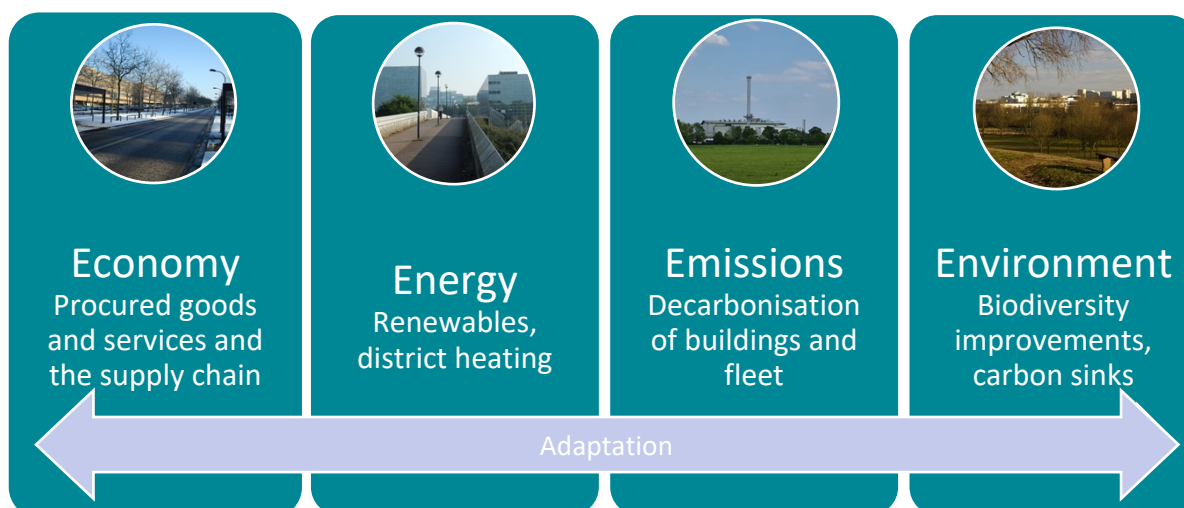 Economy
Procured goods
and services and
the supply chain
Energy
Renewables,
district heating
Emissions
Decarbonisation
of buildings and
fleet
Environment
Biodiversity
improvements,
carbon sinks
Adaptation